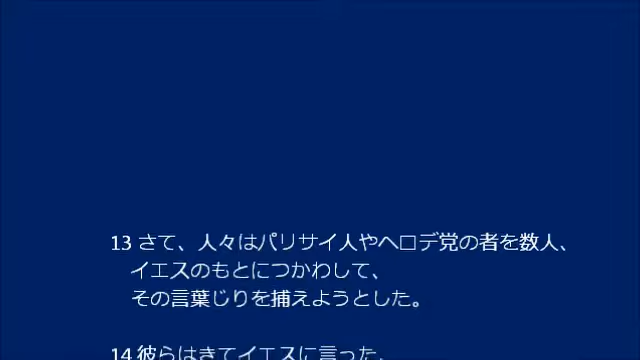 13 さて、人々はパリサイ人やヘロデ党の者を数人、
イエスのもとにつかわして、
その言葉じりを捕えようとした。
14 彼らはきてイエスに言った、